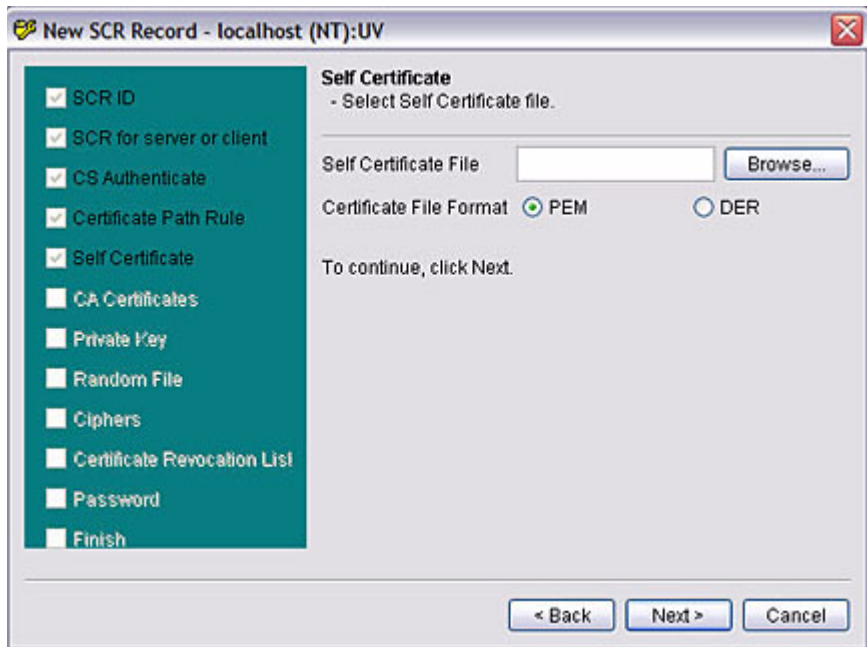 New SCR Record - localhost (NT):UV
SCR ID
SCR for server or client
CS Authenticate
Certificate Path Rule
Self Certificate
CA Certificates
Private Key
Random File
Ciphers
Certificate Revocation List
Password
Finish
Self Certificate
- Select Self Certificate file.
Self Certificate File Browse...
Certificate File Format PEM DER
To continue, click Next.
< Back Next > Cancel